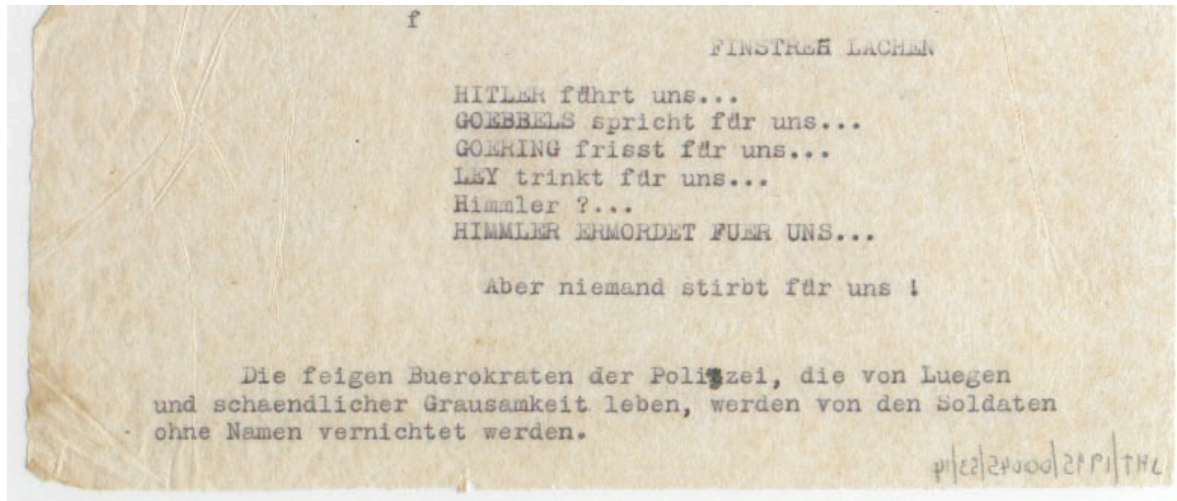 f
FINSTREH LACHEN
HITLER führt uns...
GOEBBELS spricht für uns...
GOERING frisst für uns...
LEY trinkt für uns...
Himmler ?...
HIMMLER ERMORDET FUER UNS...
Aber niemand stirbt für uns !
Die feigen Buerokraten der Polizei, die von Luegen
und schaendlicher Grausamkeit leben, werden von den Soldaten
ohne Namen vernichtet werden.